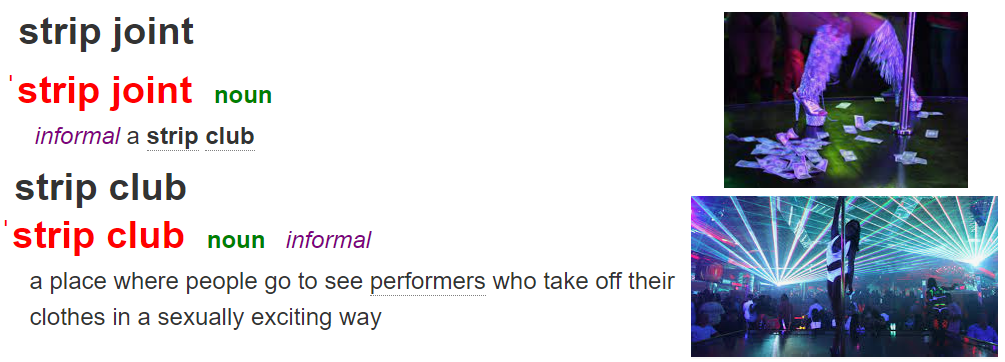 strip joint
ˈstrip joint noun
informal a strip club
strip club
ˈstrip club noun informal
a place where people go to see performers who take off their
clothes in a sexually exciting way